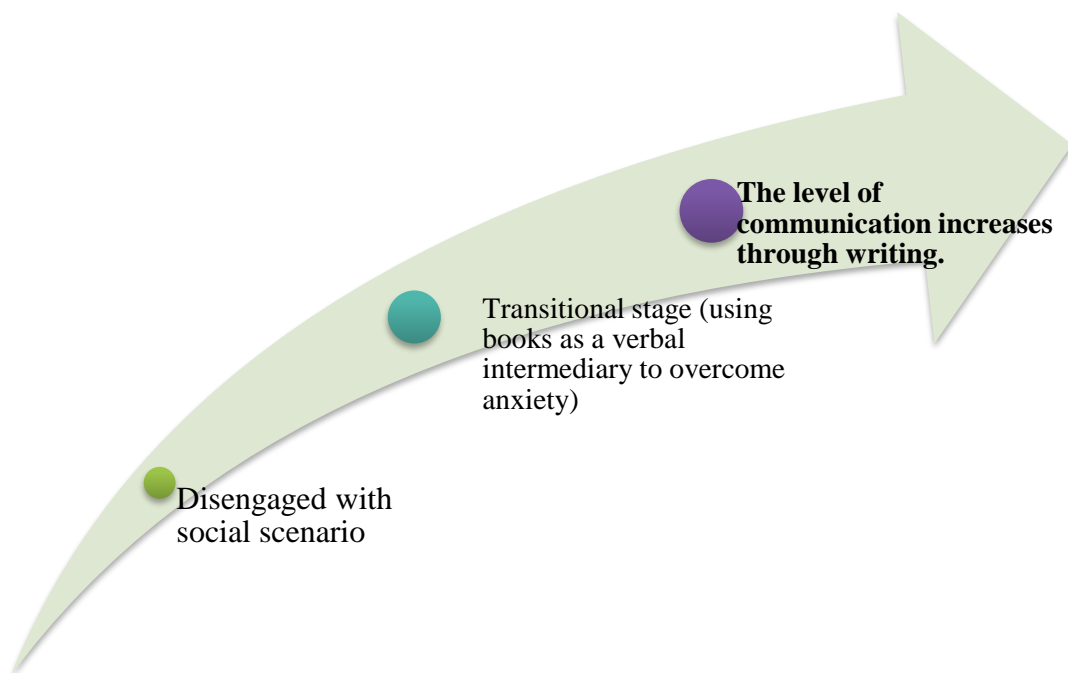 The level of
communication increases
through writing.
Transitional stage (using
books as a verbal
intermediary to overcome
anxiety)
Disengaged with
social scenario